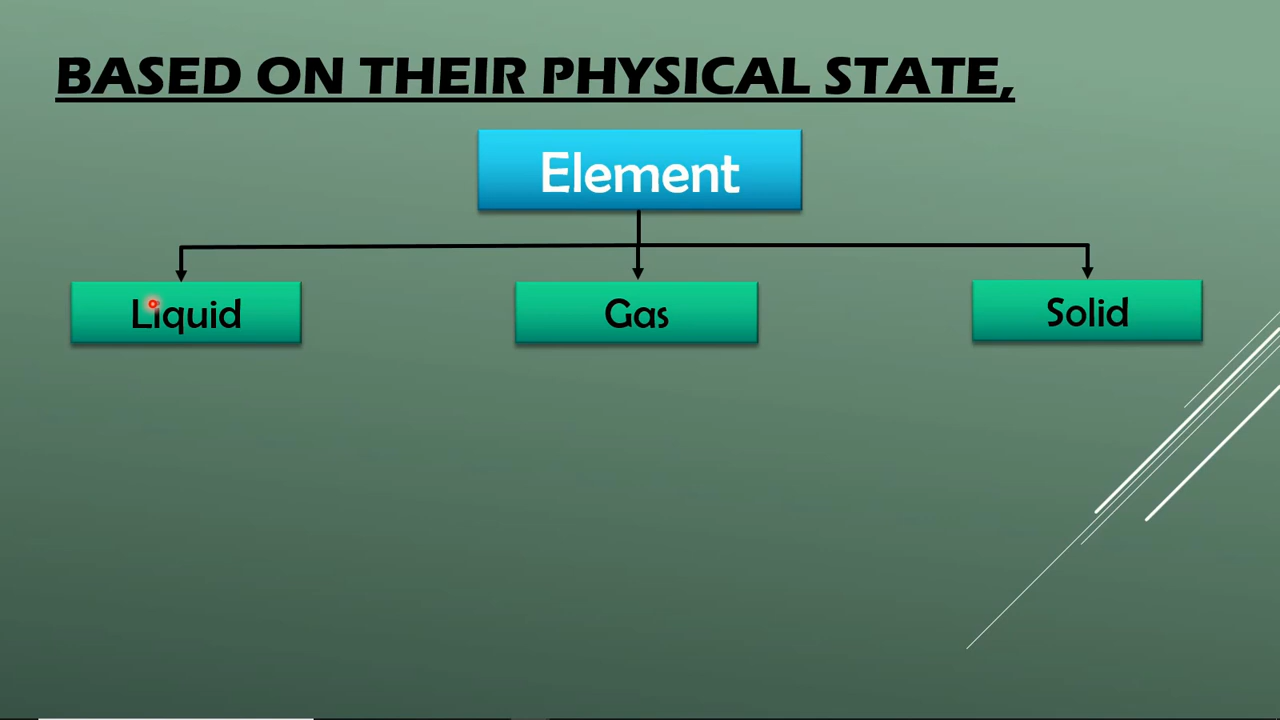 BASED ON THEIR PHYSICAL STATE,
Element
Liquid
Gas
Solid